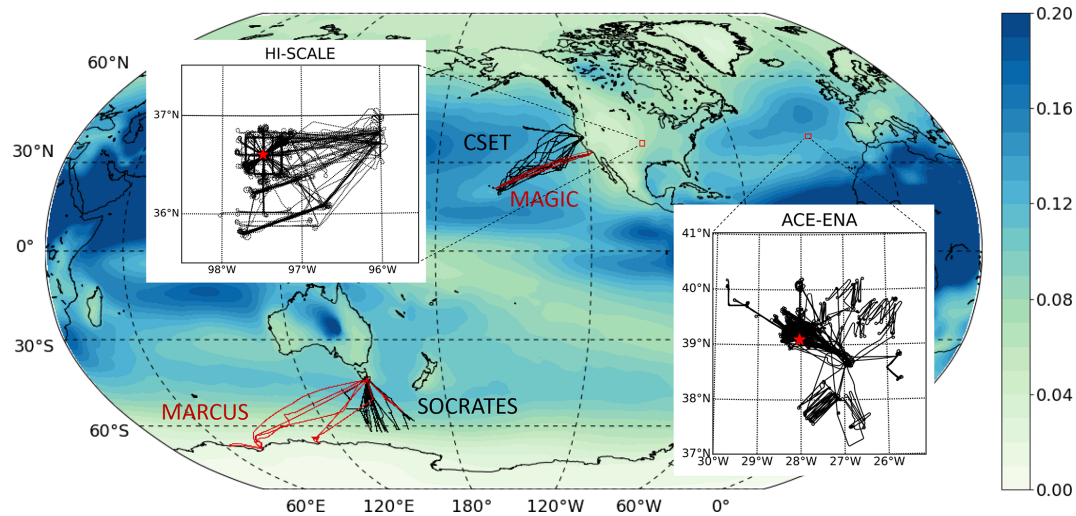 60°N
30°N
0°
30°S
60°S
60°E 120°E 180° 120°W 60°W 0°
HI-SCALE
37°N
36°N
98°W 97°W 96°W
CSET
MAGIC
MARCUS
SOCRATES
ACE-ENA
41°N
40°N
39°N
38°N
37°N
30°W 29°W 28°W 27°W 26°W
0.20
0.16
0.12
0.08
0.04
0.00